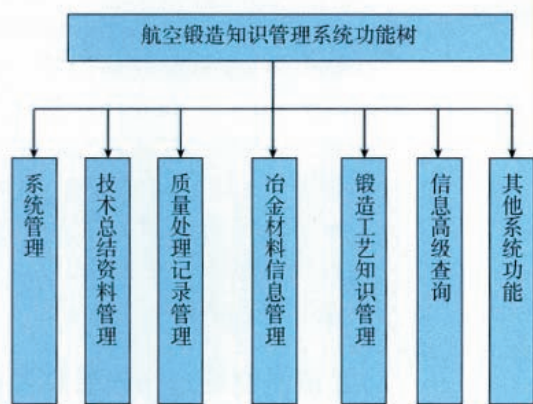 航空锻造知识管理系统功能树
系统管理
技术总结资料管理
质量处理记录管理
冶金材料信息管理
锻造工艺知识管理
信息高级查询
其他系统功能